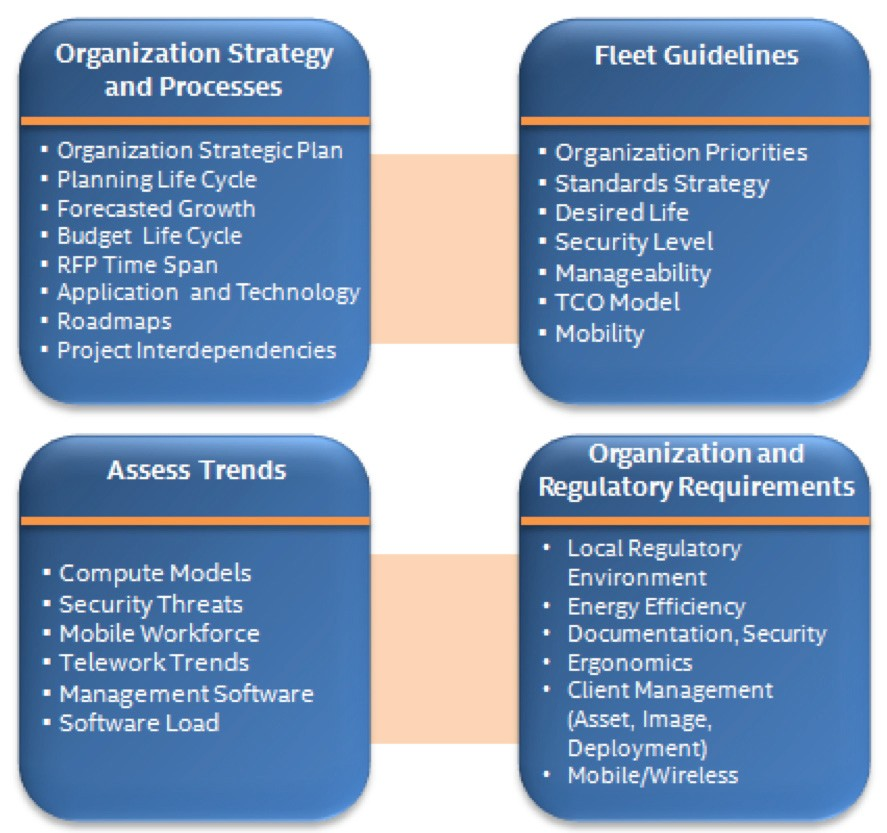 Organization Strategy
and Processes
▪ Organization Strategic Plan
▪ Planning Life Cycle
▪ Forecasted Growth
▪ Budget Life Cycle
▪ RFP Time Span
▪ Application and Technology
▪ Roadmaps
▪ Project Interdependencies
Fleet Guidelines
▪ Organization Priorities
▪ Standards Strategy
▪ Desired Life
▪ Security Level
▪ Manageability
▪ TCO Model
▪ Mobility
Assess Trends
▪ Compute Models
▪ Security Threats
▪ Mobile Workforce
▪ Telework Trends
▪ Management Software
▪ Software Load
Organization and
Regulatory Requirements
• Local Regulatory
Environment
• Energy Efficiency
• Documentation, Security
• Ergonomics
• Client Management
(Asset, Image,
Deployment)
• Mobile/Wireless